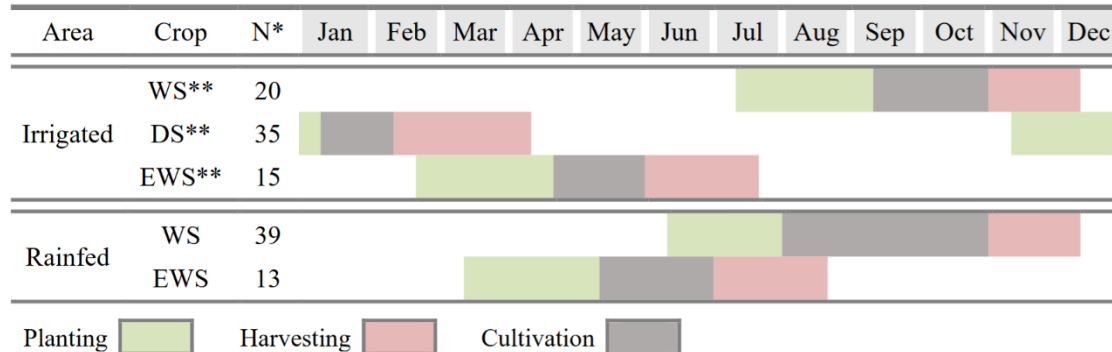 Area Crop N* Jan Feb Mar Apr May Jun Jul Aug Sep Oct Nov Dec
WS** 20
Irrigated DS** 35
EWS** 15
WS 39
Rainfed
EWS 13
Planting Harvesting Cultivation